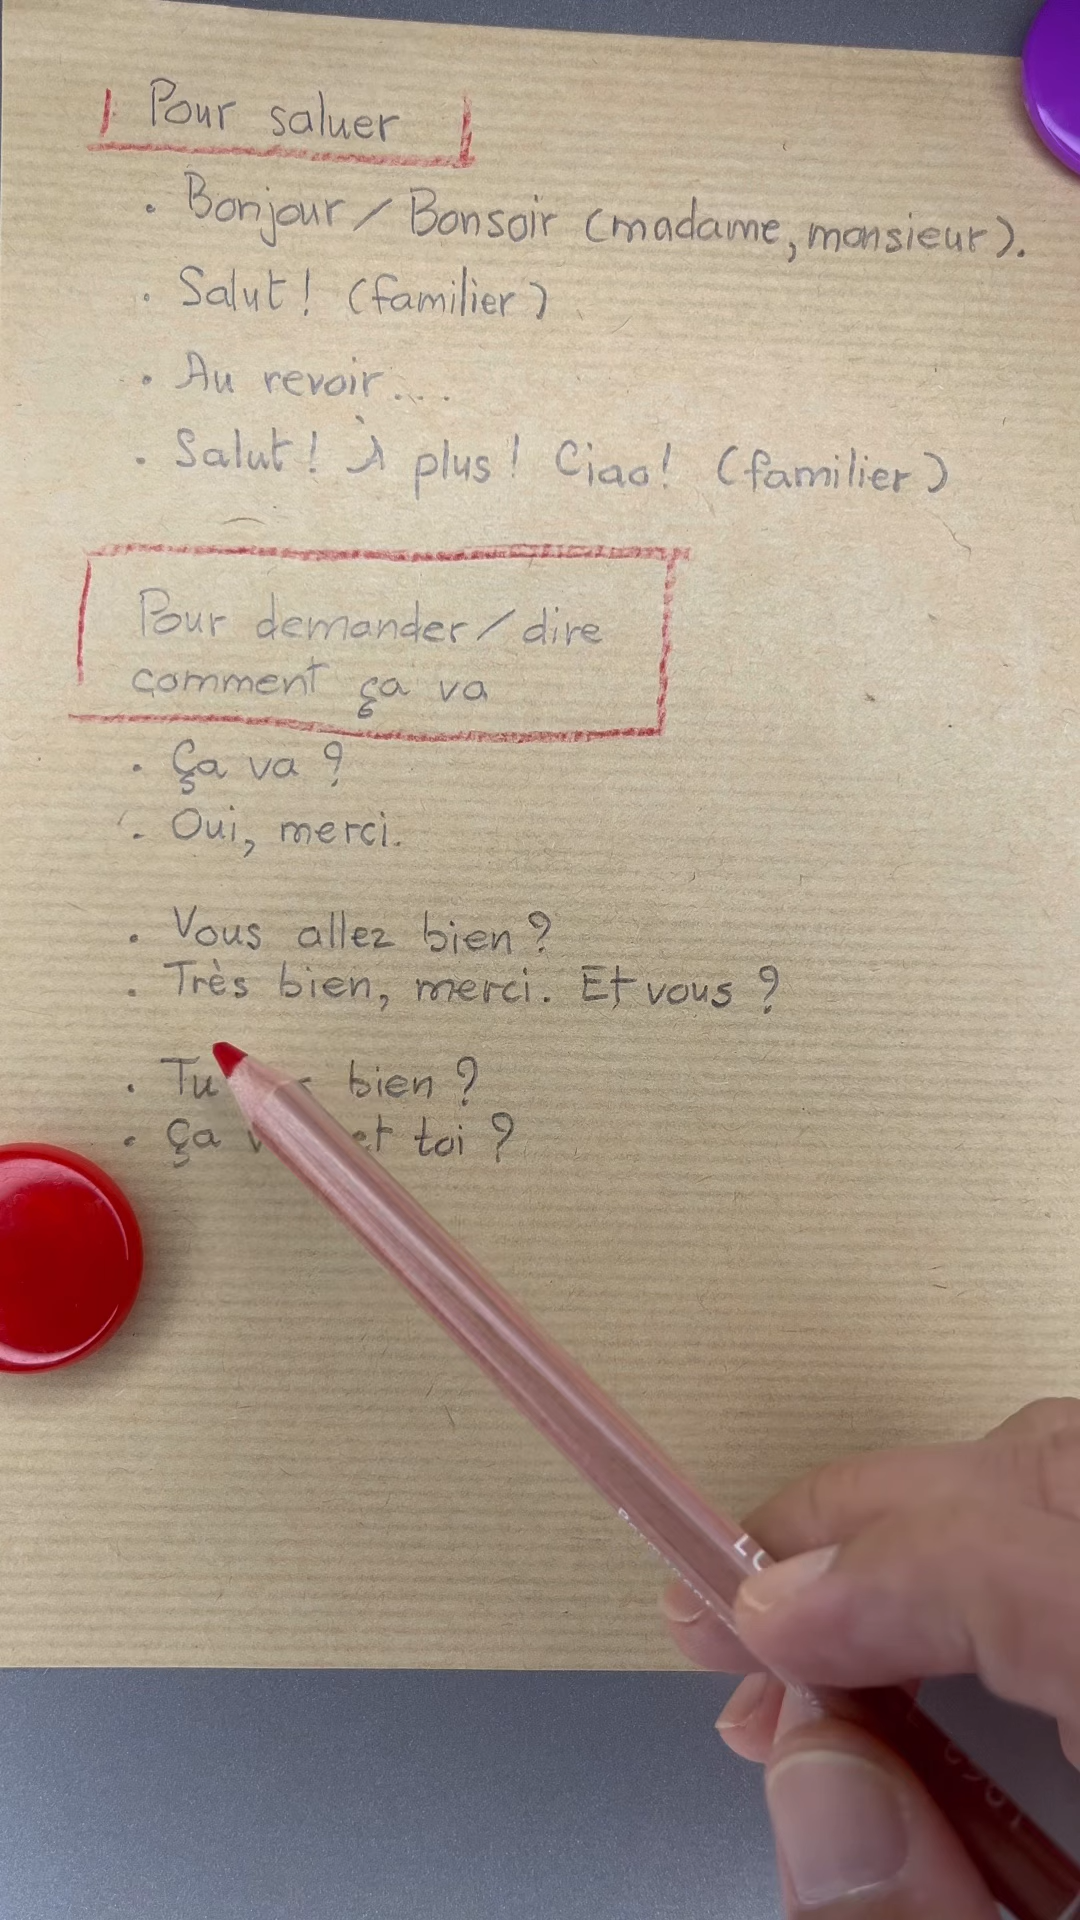 Pour saluer
. Bonjour / Bonsoir (madame, monsieur).
. Salut! (familier)
. Au revoir...
. Salut! À plus! Ciao! (familier)
Pour demander / dire
comment ça va
. Ça va ?
. Oui, merci.
. Vous allez bien ?
. Très bien, merci. Et vous ?
. Tu bien ?
. Ça et toi ?